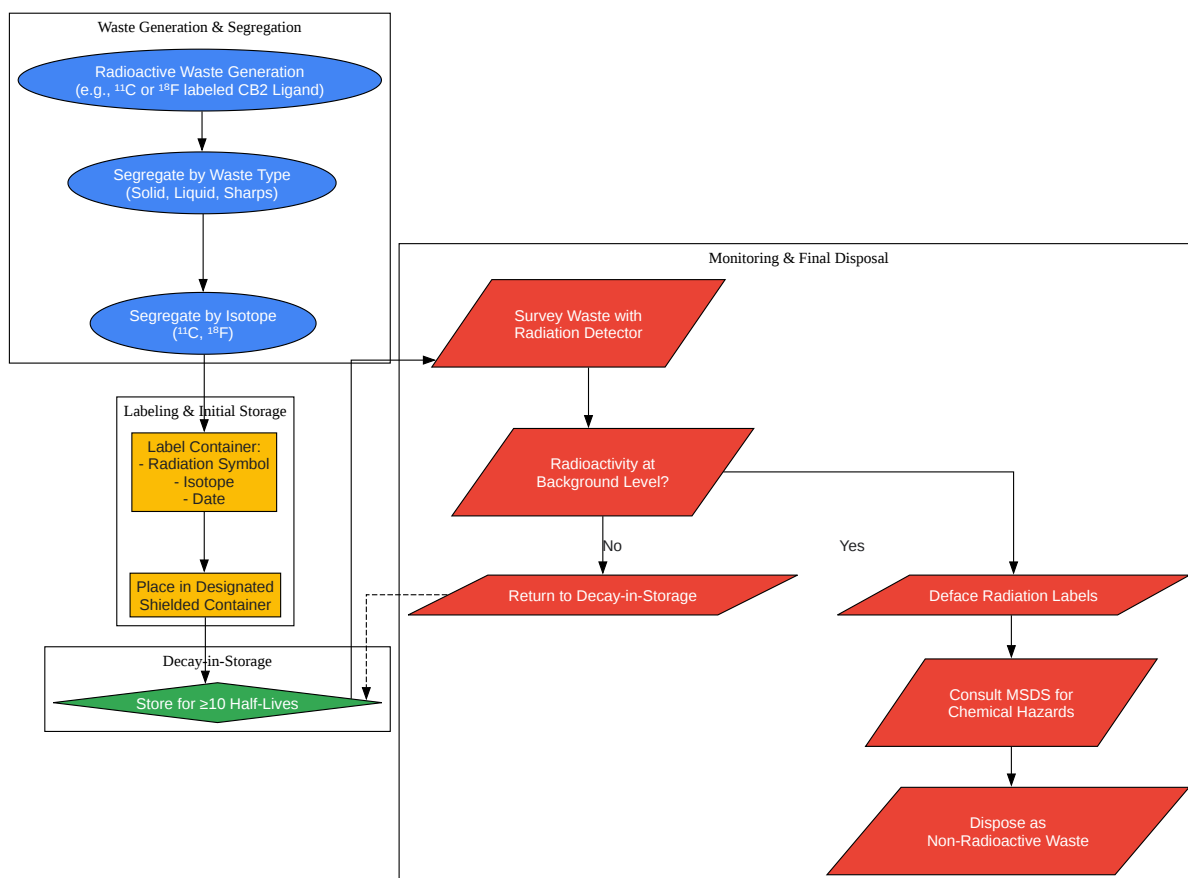 Waste Generation & Segregation
Radioactive Waste Generation
(e.g., ¹¹C or ¹⁸F labeled CB2 Ligand)
Segregate by Waste Type
(Solid, Liquid, Sharps)
Segregate by Isotope
(¹¹C, ¹⁸F)
Labeling & Initial Storage
Label Container:
- Radiation Symbol
- Isotope
- Date
Place in Designated
Shielded Container
Decay-in-Storage
Store for ≥10 Half-Lives
Monitoring & Final Disposal
Survey Waste with
Radiation Detector
Radioactivity at
Background Level?
No
Yes
Return to Decay-in-Storage
Deface Radiation Labels
Consult MSDS for
Chemical Hazards
Dispose as
Non-Radioactive Waste